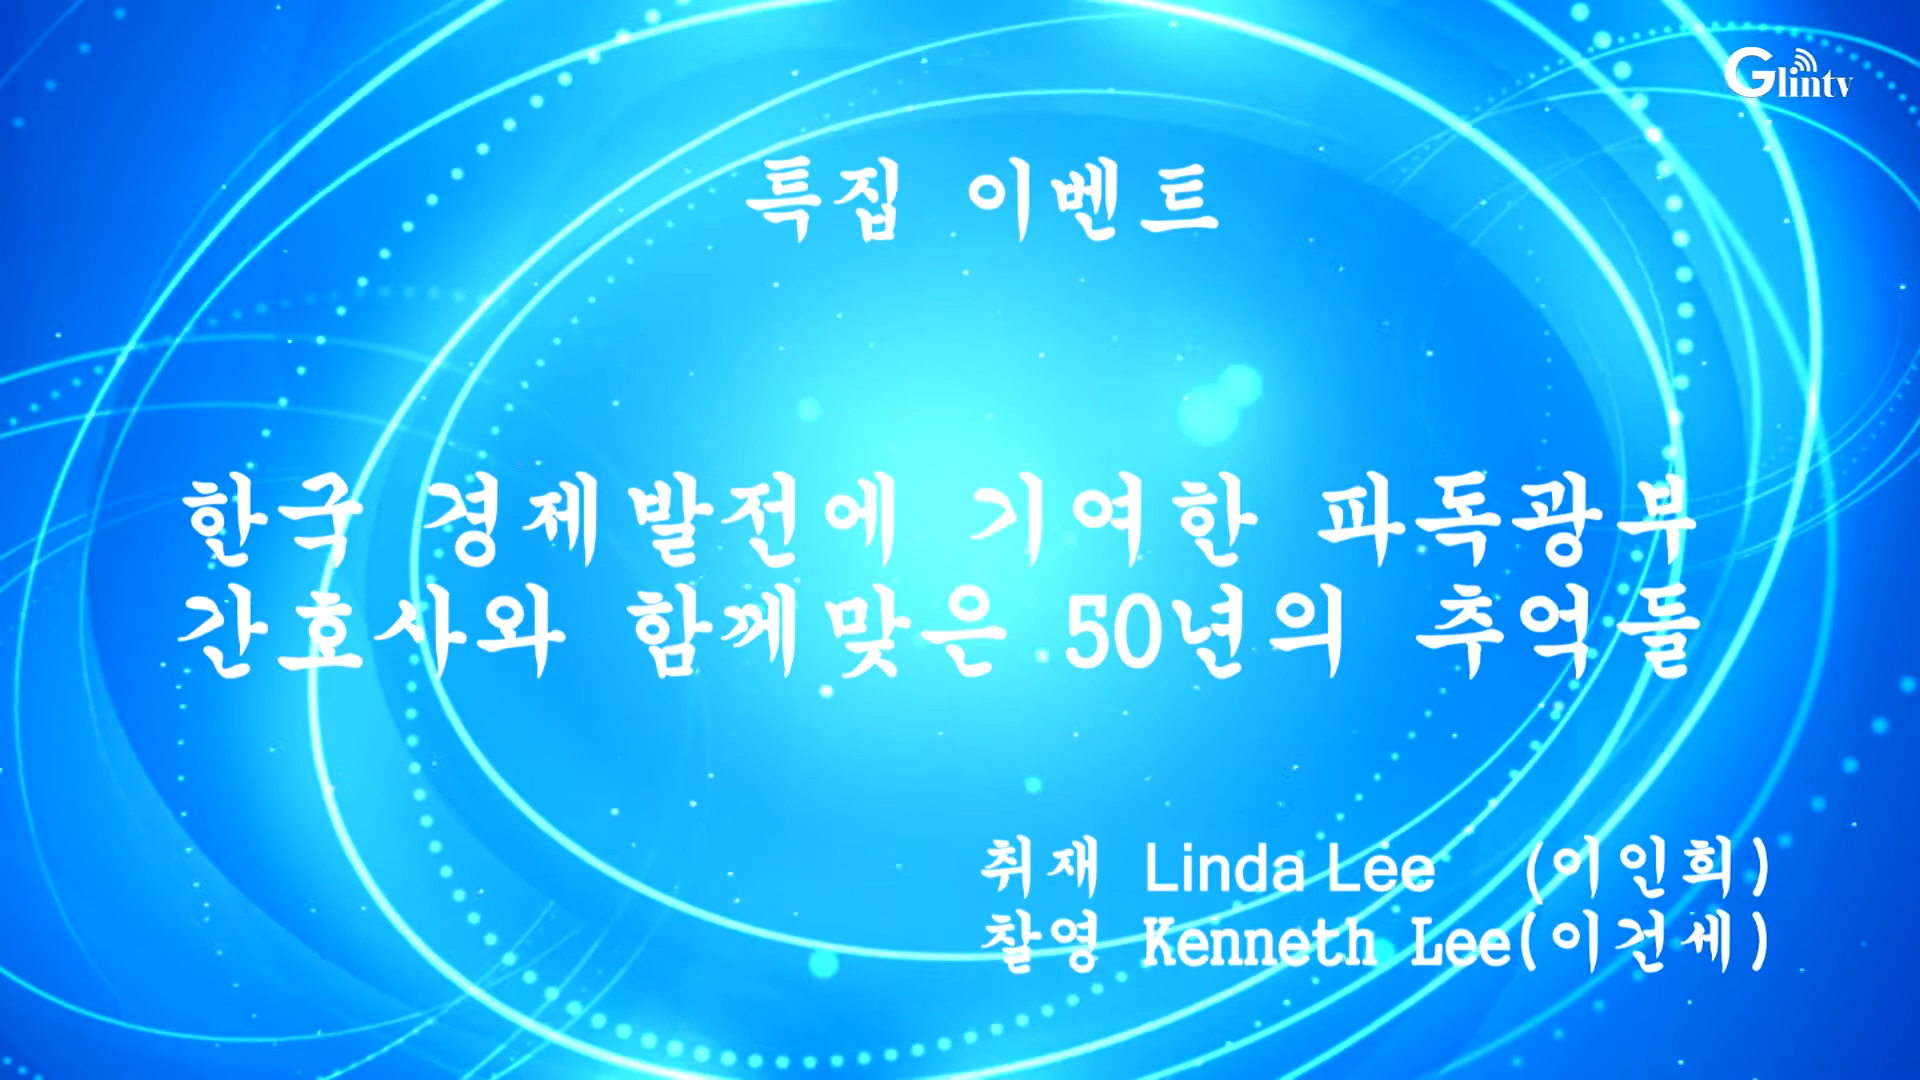 Glintv
특집 이벤트
한국 경제발전에 기여한 파독광부
간호사와 함께맞은 50년의 추억들
취재 Linda Lee (이인희)
촬영 Kenneth Lee(이건세)